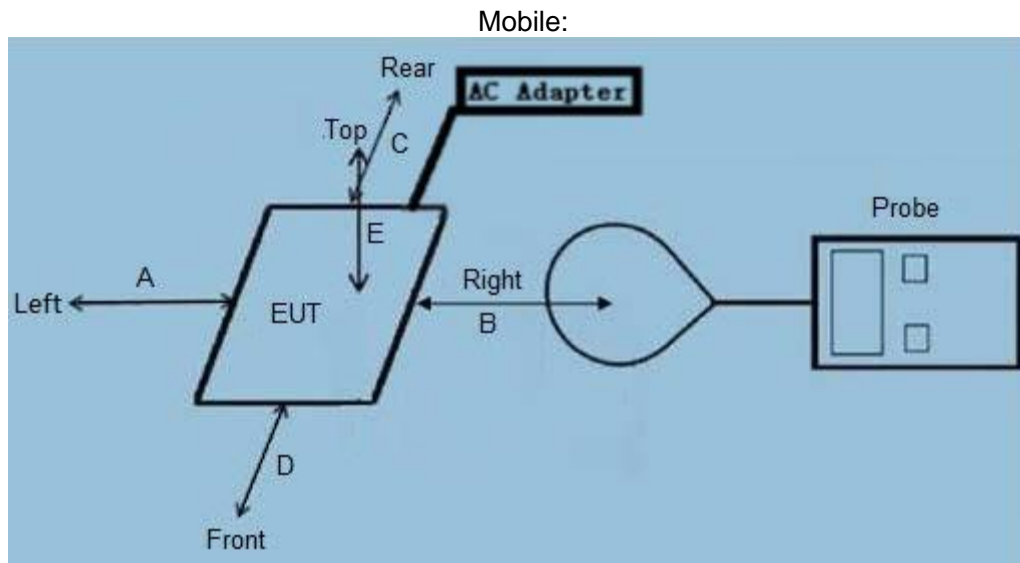 Mobile:
Rear
AC Adapter
.Top
C
E
Probe
A
Right
Left
EUT
B
D
Front